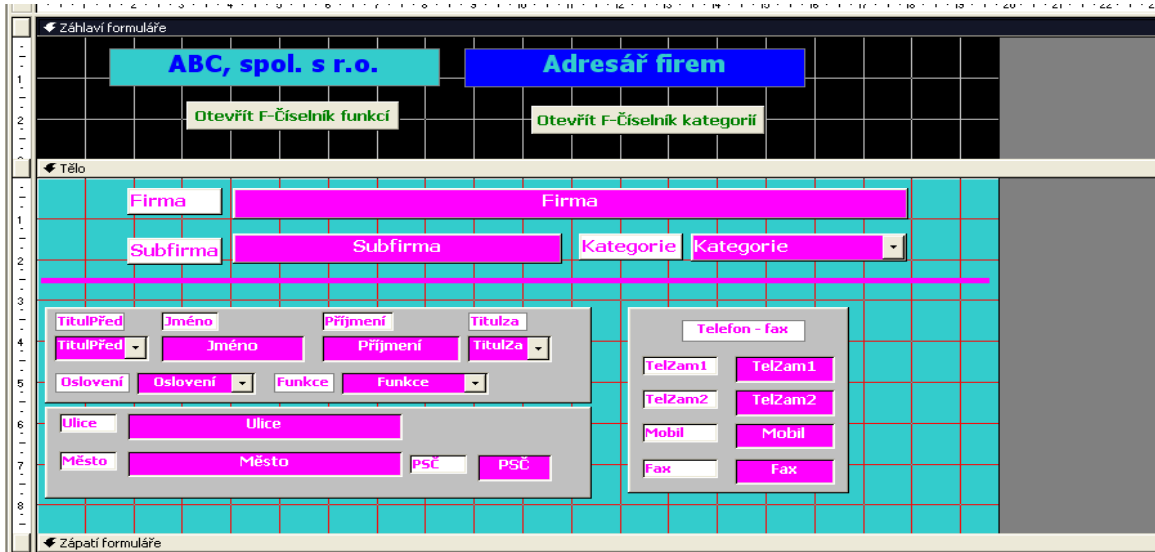 Záhlaví formuláře
ABC, spol. s r.o. Adresář firem
Otevřít F-Číselník funkcí Otevřít F-Číselník kategorií
Tělo
Firma Firma
Subfirma Subfirma Kategorie Kategorie
TitulPřed Jméno Příjmení Titulza
TitulPřed Jméno Příjmení TitulZa
Oslovení Oslovení Funkce Funkce
Telefon - fax
TelZam1 TelZam1
TelZam2 TelZam2
Mobil Mobil
Fax Fax
Ulice Ulice
Město Město PSČ PSČ
Zápatí formuláře